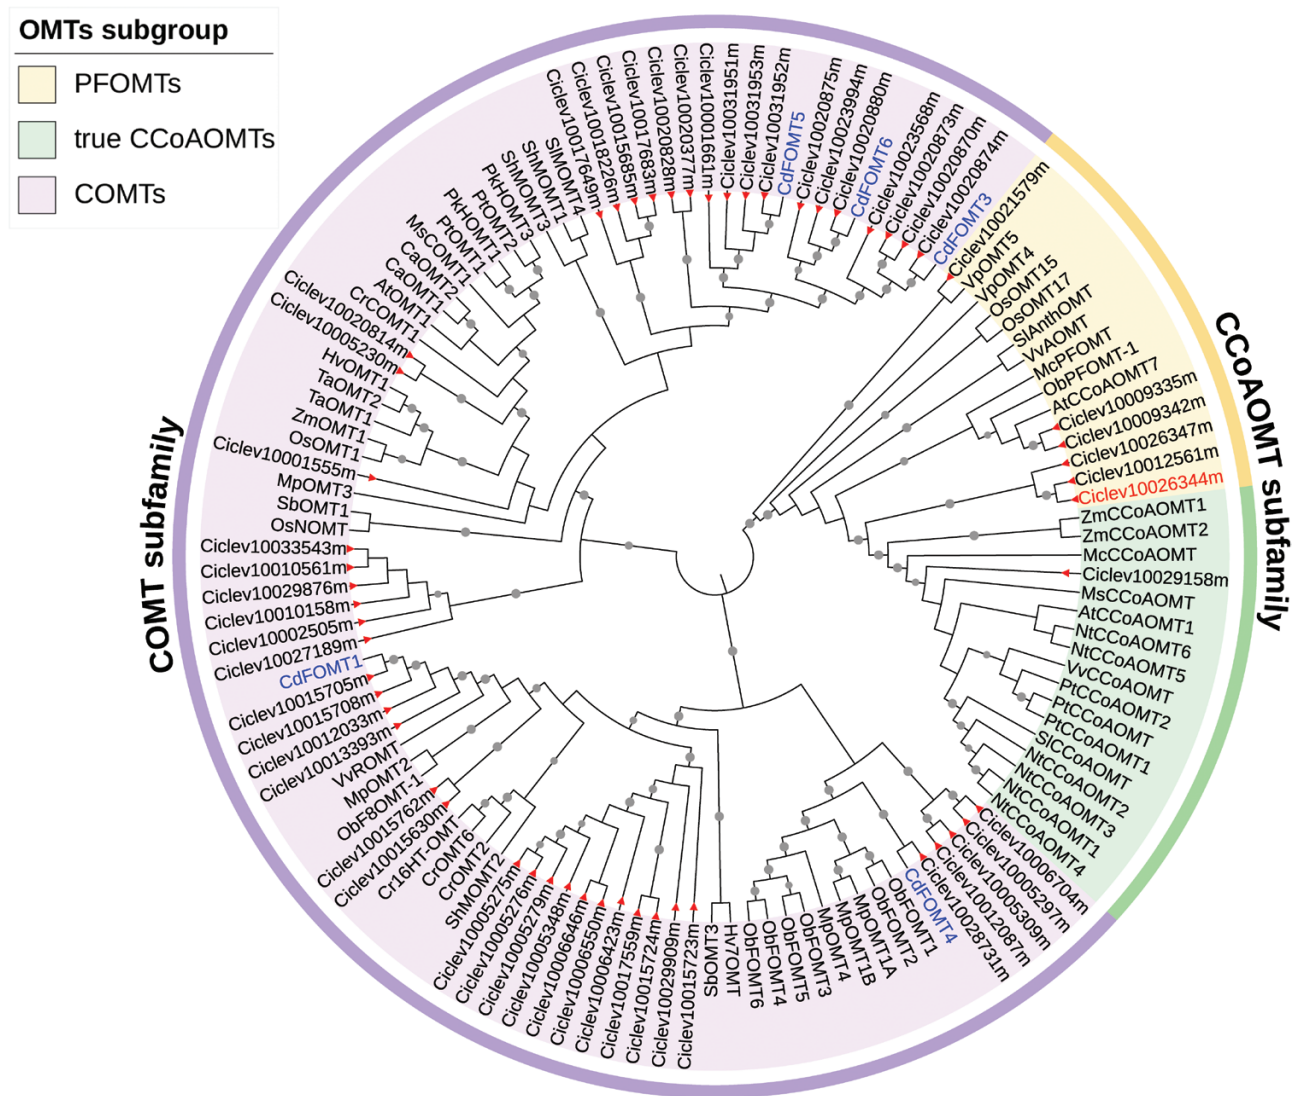 OMTs subgroup
PFOMTs
true CCoAOMTs
COMTs
COMT subfamily
CCoAOMT subfamily
Ciclev10021579m
VpOMT5
VpOMT4
OsOMT15
OsOMT17
SlAnthOMT
VvAOMT
McPFOMT
ObPFOMT-1
AtCCoAOMT7
Ciclev10009335m
Ciclev10009342m
Ciclev10026347m
Ciclev10012561m
Ciclev10026344m
ZmCCoAOMT1
ZmCCoAOMT2
McCCoAOMT
Ciclev10029158m
MsCCoAOMT
AtCCoAOMT1
NtCCoAOMT6
NtCCoAOMT5
VvCCoAOMT
PtCCoAOMT2
PtCCoAOMT
PtCCoAOMT1
SlCCoAOMT
NtCCoAOMT2
NtCCoAOMT3
NtCCoAOMT1
NtCCoAOMT4
Ciclev10006704m
Ciclev10005297m
Ciclev10005309m
Ciclev10012087m
Ciclev10028731m
CdFOMT4
ObFOMT1
ObFOMT2
MpOMT1A
MpOMT1B
MpOMT4
ObFOMT3
ObFOMT5
ObFOMT4
ObFOMT6
Hv7OMT
SbOMT3
Ciclev10015723m
Ciclev10029909m
Ciclev10015724m
Ciclev10017559m
Ciclev10006423m
Ciclev10006550m
Ciclev10006646m
Ciclev10005348m
Ciclev10005279m
Ciclev10005276m
Ciclev10005275m
ShMOMT2
CrOMT2
CrOMT6
Cr16HT-OMT
Ciclev10015630m
Ciclev10015762m
ObF8OMT-1
MpOMT2
VvROMT
Ciclev10013393m
Ciclev10012033m
Ciclev10015708m
Ciclev10015705m
CdFOMT1
Ciclev10027189m
Ciclev10002505m
Ciclev10010158m
Ciclev10029876m
Ciclev10010561m
Ciclev10033543m
OsNOMT
SbOMT1
MpOMT3
Ciclev10001555m
OsOMT1
ZmOMT1
TaOMT1
TaOMT2
HvOMT1
Ciclev10005230m
Ciclev10020814m
CrCOMT1
AtOMT1
CaOMT1
CaOMT2
MsCOMT1
PtOMT1
PkHOMT1
PtOMT2
PkHOMT3
ShMOMT3
ShMOMT1
SlMOMT4
Ciclev10017649m
Ciclev10018226m
Ciclev10015685m
Ciclev10017683m
Ciclev10020828m
Ciclev10020377m
Ciclev10001661m
Ciclev10031951m
Ciclev10031953m
Ciclev10031952m
CdFOMT5
Ciclev10020875m
Ciclev10023994m
Ciclev10020880m
CdFOMT6
Ciclev10023568m
Ciclev10020873m
Ciclev10020870m
Ciclev10020874m
CdFOMT3